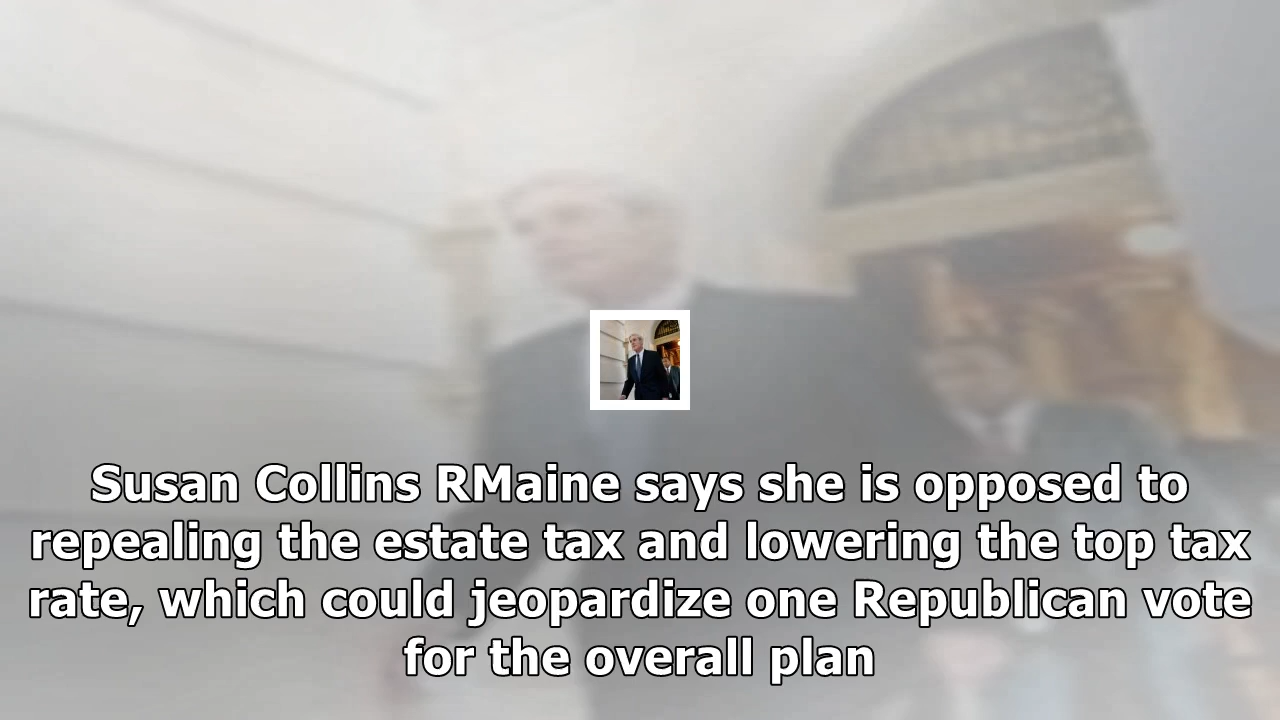 Susan Collins RMaine says she is opposed to
repealing the estate tax and lowering the top tax
rate, which could jeopardize one Republican vote
for the overall plan